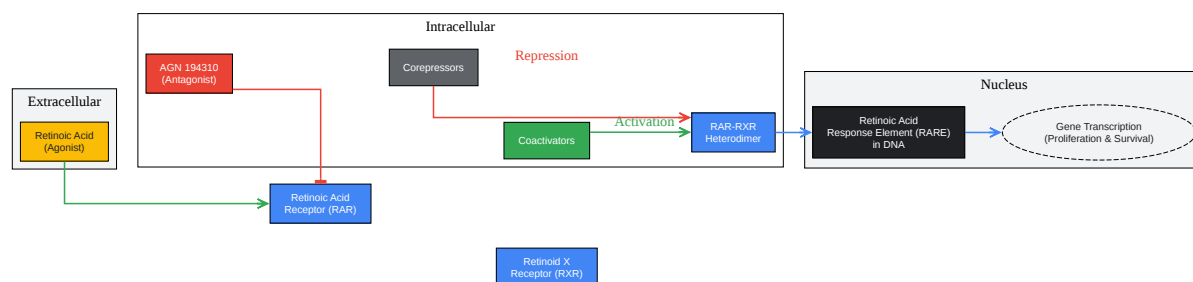 Intracellular
Repression
AGN 194310
(Antagonist)
Corepressors
Extracellular
Retinoic Acid
(Agonist)
Activation
Coactivators
RAR-RXR
Heterodimer
Nucleus
Retinoic Acid
Response Element (RARE)
in DNA
Gene Transcription
(Proliferation & Survival)
Retinoic Acid
Receptor (RAR)
Retinoid X
Receptor (RXR)